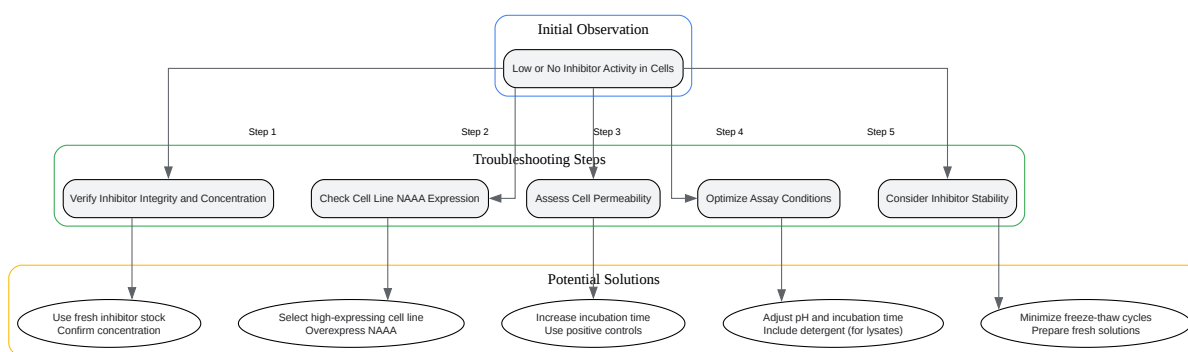 Initial Observation
Low or No Inhibitor Activity in Cells
Step 1
Step 2
Step 3
Step 4
Step 5
Troubleshooting Steps
Verify Inhibitor Integrity and Concentration
Check Cell Line NAAA Expression
Assess Cell Permeability
Optimize Assay Conditions
Consider Inhibitor Stability
Potential Solutions
Use fresh inhibitor stock
Confirm concentration
Select high-expressing cell line
Overexpress NAAA
Increase incubation time
Use positive controls
Adjust pH and incubation time
Include detergent (for lysates)
Minimize freeze-thaw cycles
Prepare fresh solutions